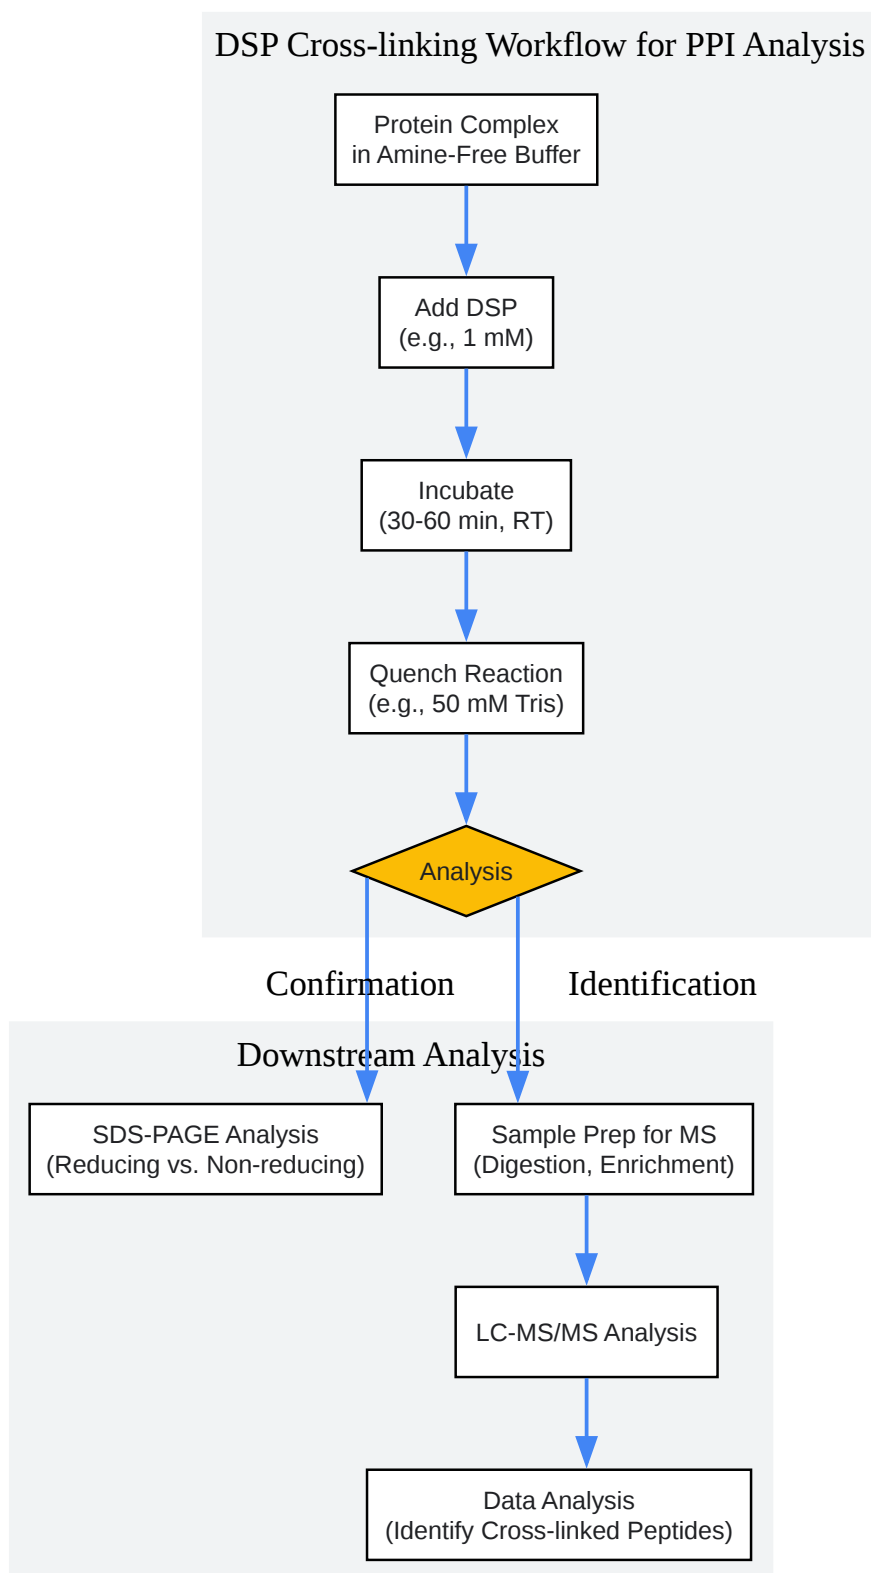 DSP Cross-linking Workflow for PPI Analysis
Protein Complex
in Amine-Free Buffer
Add DSP
(e.g., 1 mM)
Incubate
(30-60 min, RT)
Quench Reaction
(e.g., 50 mM Tris)
Analysis
Confirmation
Identification
Downstream Analysis
SDS-PAGE Analysis
(Reducing vs. Non-reducing)
Sample Prep for MS
(Digestion, Enrichment)
LC-MS/MS Analysis
Data Analysis
(Identify Cross-linked Peptides)